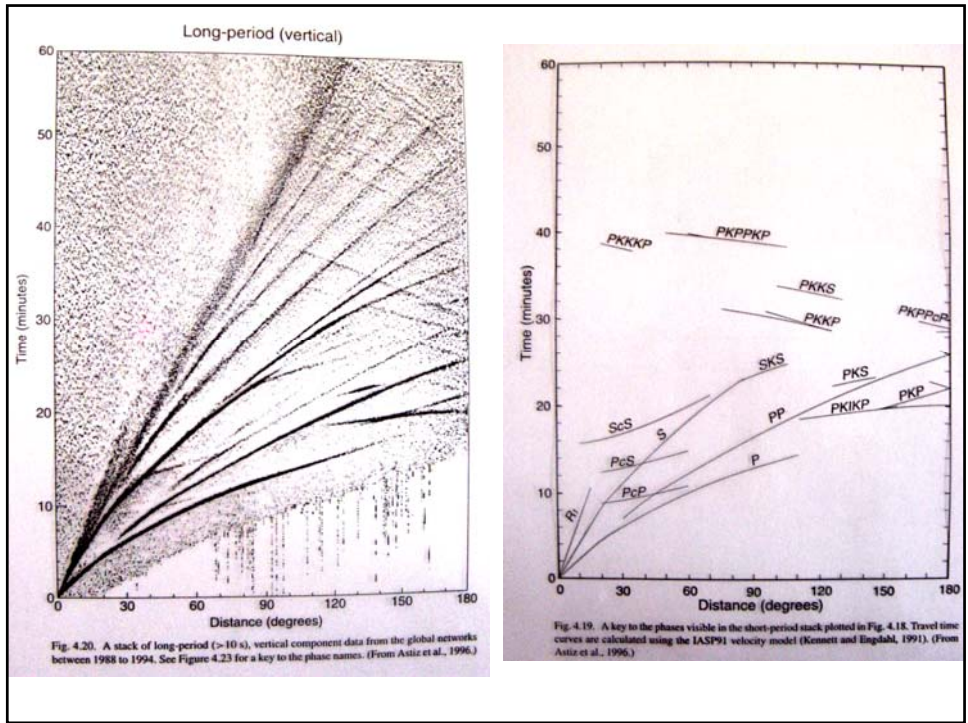 Long-period (vertical)
60
50
40
30
20
10
0
Time (minutes)
0 30 60 90 120 150 180
Distance (degrees)
Fig. 4.20. A stack of long-period (>10 s), vertical component data from the global networks
between 1988 to 1994. See Figure 4.23 for a key to the phase names. (From Astiz et al., 1996.)
60
50
40
30
20
10
0
Time (minutes)
PKKKP
PKPPKP
PKKS
PKKP
PKPPcP
SKS
PKS
PKP
PKIKP
PP
ScS
S
PcS
P
PcP
R1
0 30 60 90 120 150 180
Distance (degrees)
Fig. 4.19. A key to the phases visible in the short-period stack plotted in Fig. 4.18. Travel time
curves are calculated using the IASP91 velocity model (Kennett and Engdahl, 1991). (From
Astiz et al., 1996.)